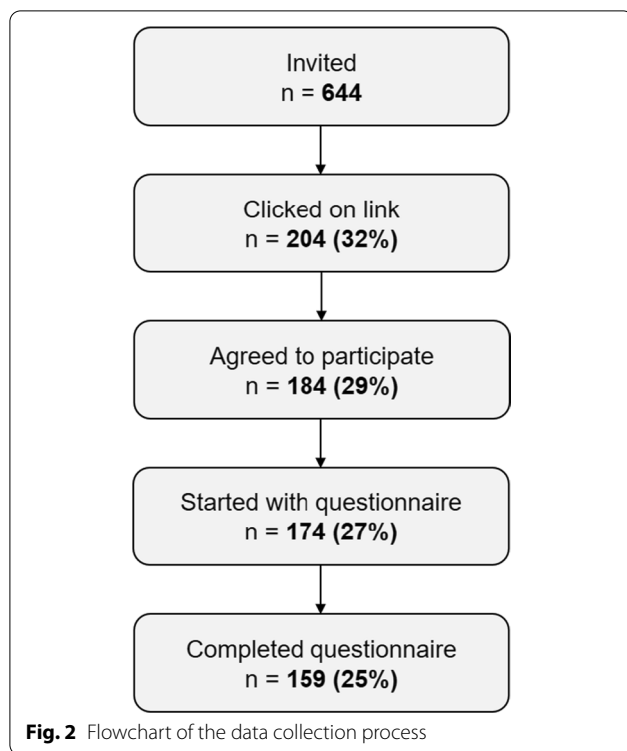 Invited
n = 644
Clicked on link
n = 204 (32%)
Agreed to participate
n = 184 (29%)
Started with questionnaire
n = 174 (27%)
Completed questionnaire
n = 159 (25%)
Fig. 2 Flowchart of the data collection process